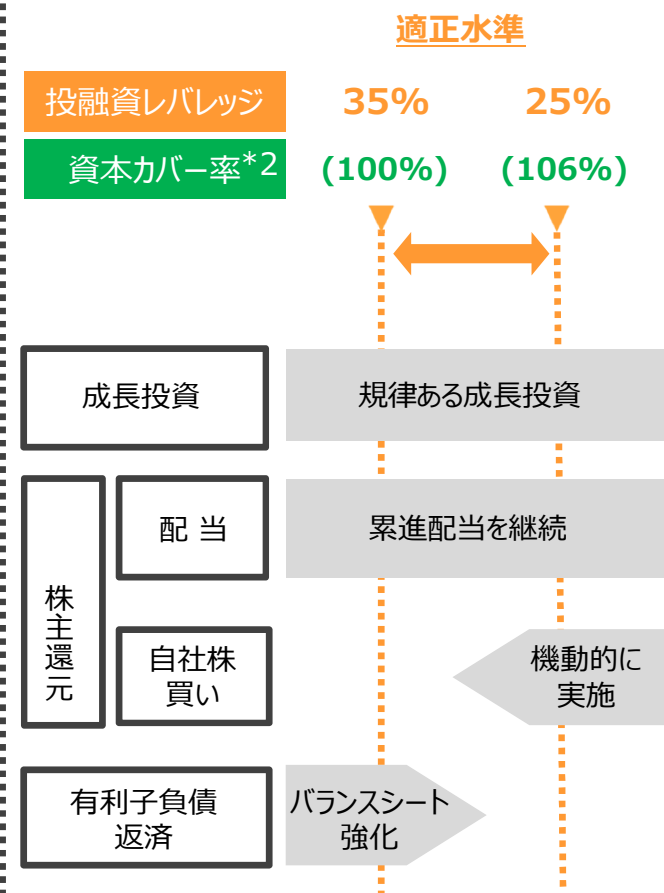 適正水準
投融資レバレッジ 35% 25%
資本カバー率*2 (100%) (106%)
成長投資 規律ある成長投資
株主還元
配 当 累進配当を継続
自社株
買い
機動的に
実施
有利子負債
返済
バランスシート
強化